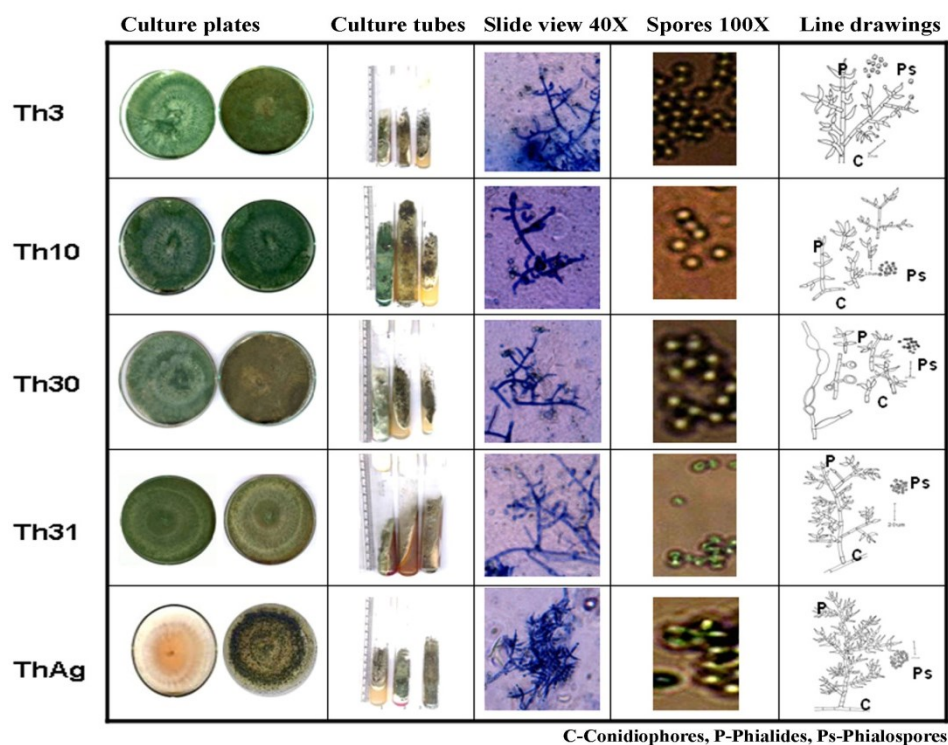 Culture plates Culture tubes Slide view 40X Spores 100X Line drawings
Th3
P Ps
C
Th10
P
Ps
C
Th30
P
Ps
C
Th31
P
Ps
C
ThAg
P
Ps
C
C-Conidiophores, P-Phialides, Ps-Phialospores